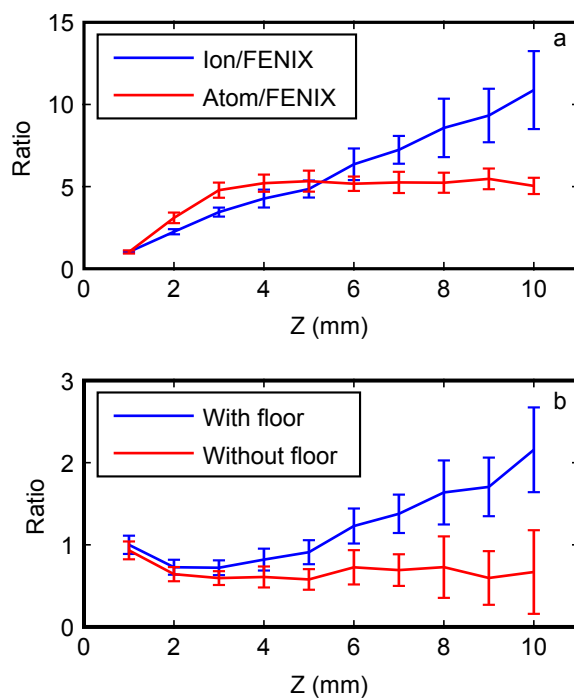 a
Ion/FENIX
Atom/FENIX
Ratio
15
10
5
0
0 2 4 6 8 10
Z (mm)
b
With floor
Without floor
Ratio
3
2
1
0
0 2 4 6 8 10
Z (mm)